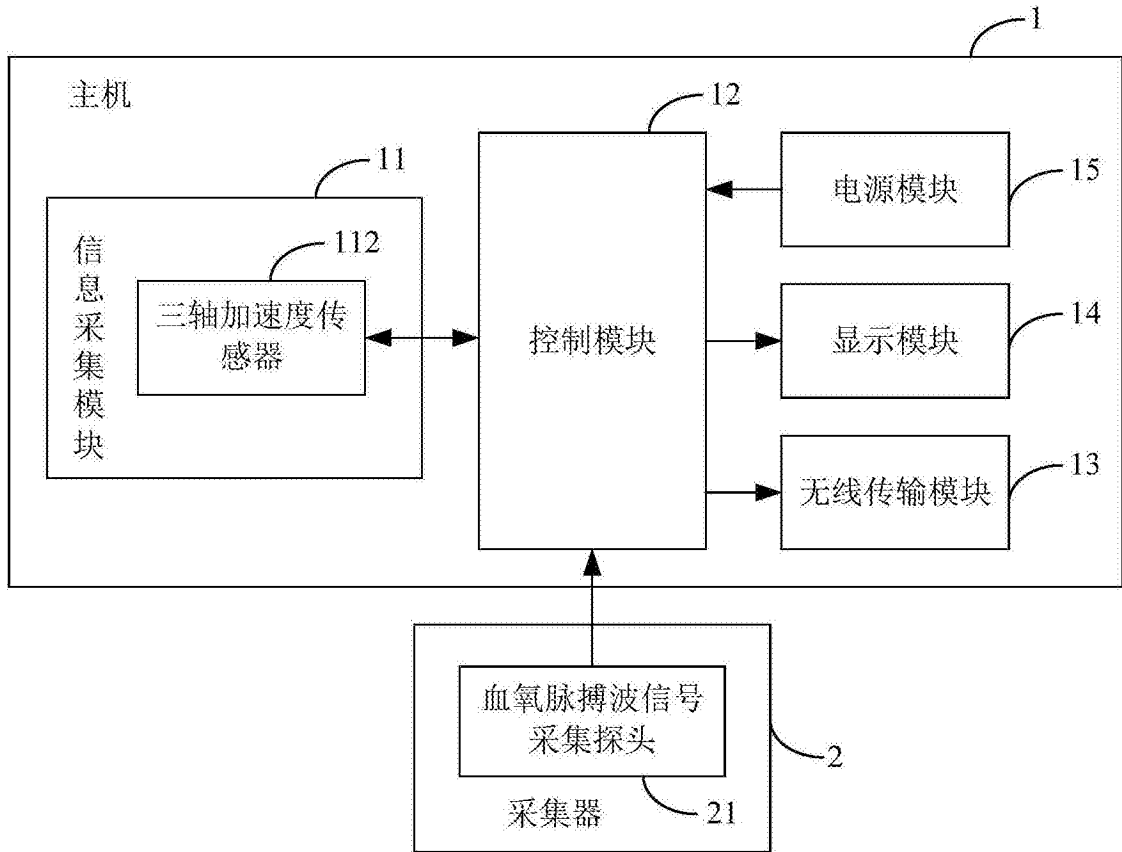 1
主机
12
11
15
电源模块
信息采集模块
112
三轴加速度传
感器
控制模块
14
显示模块
13
无线传输模块
血氧脉搏波信号
采集探头
2
21
采集器